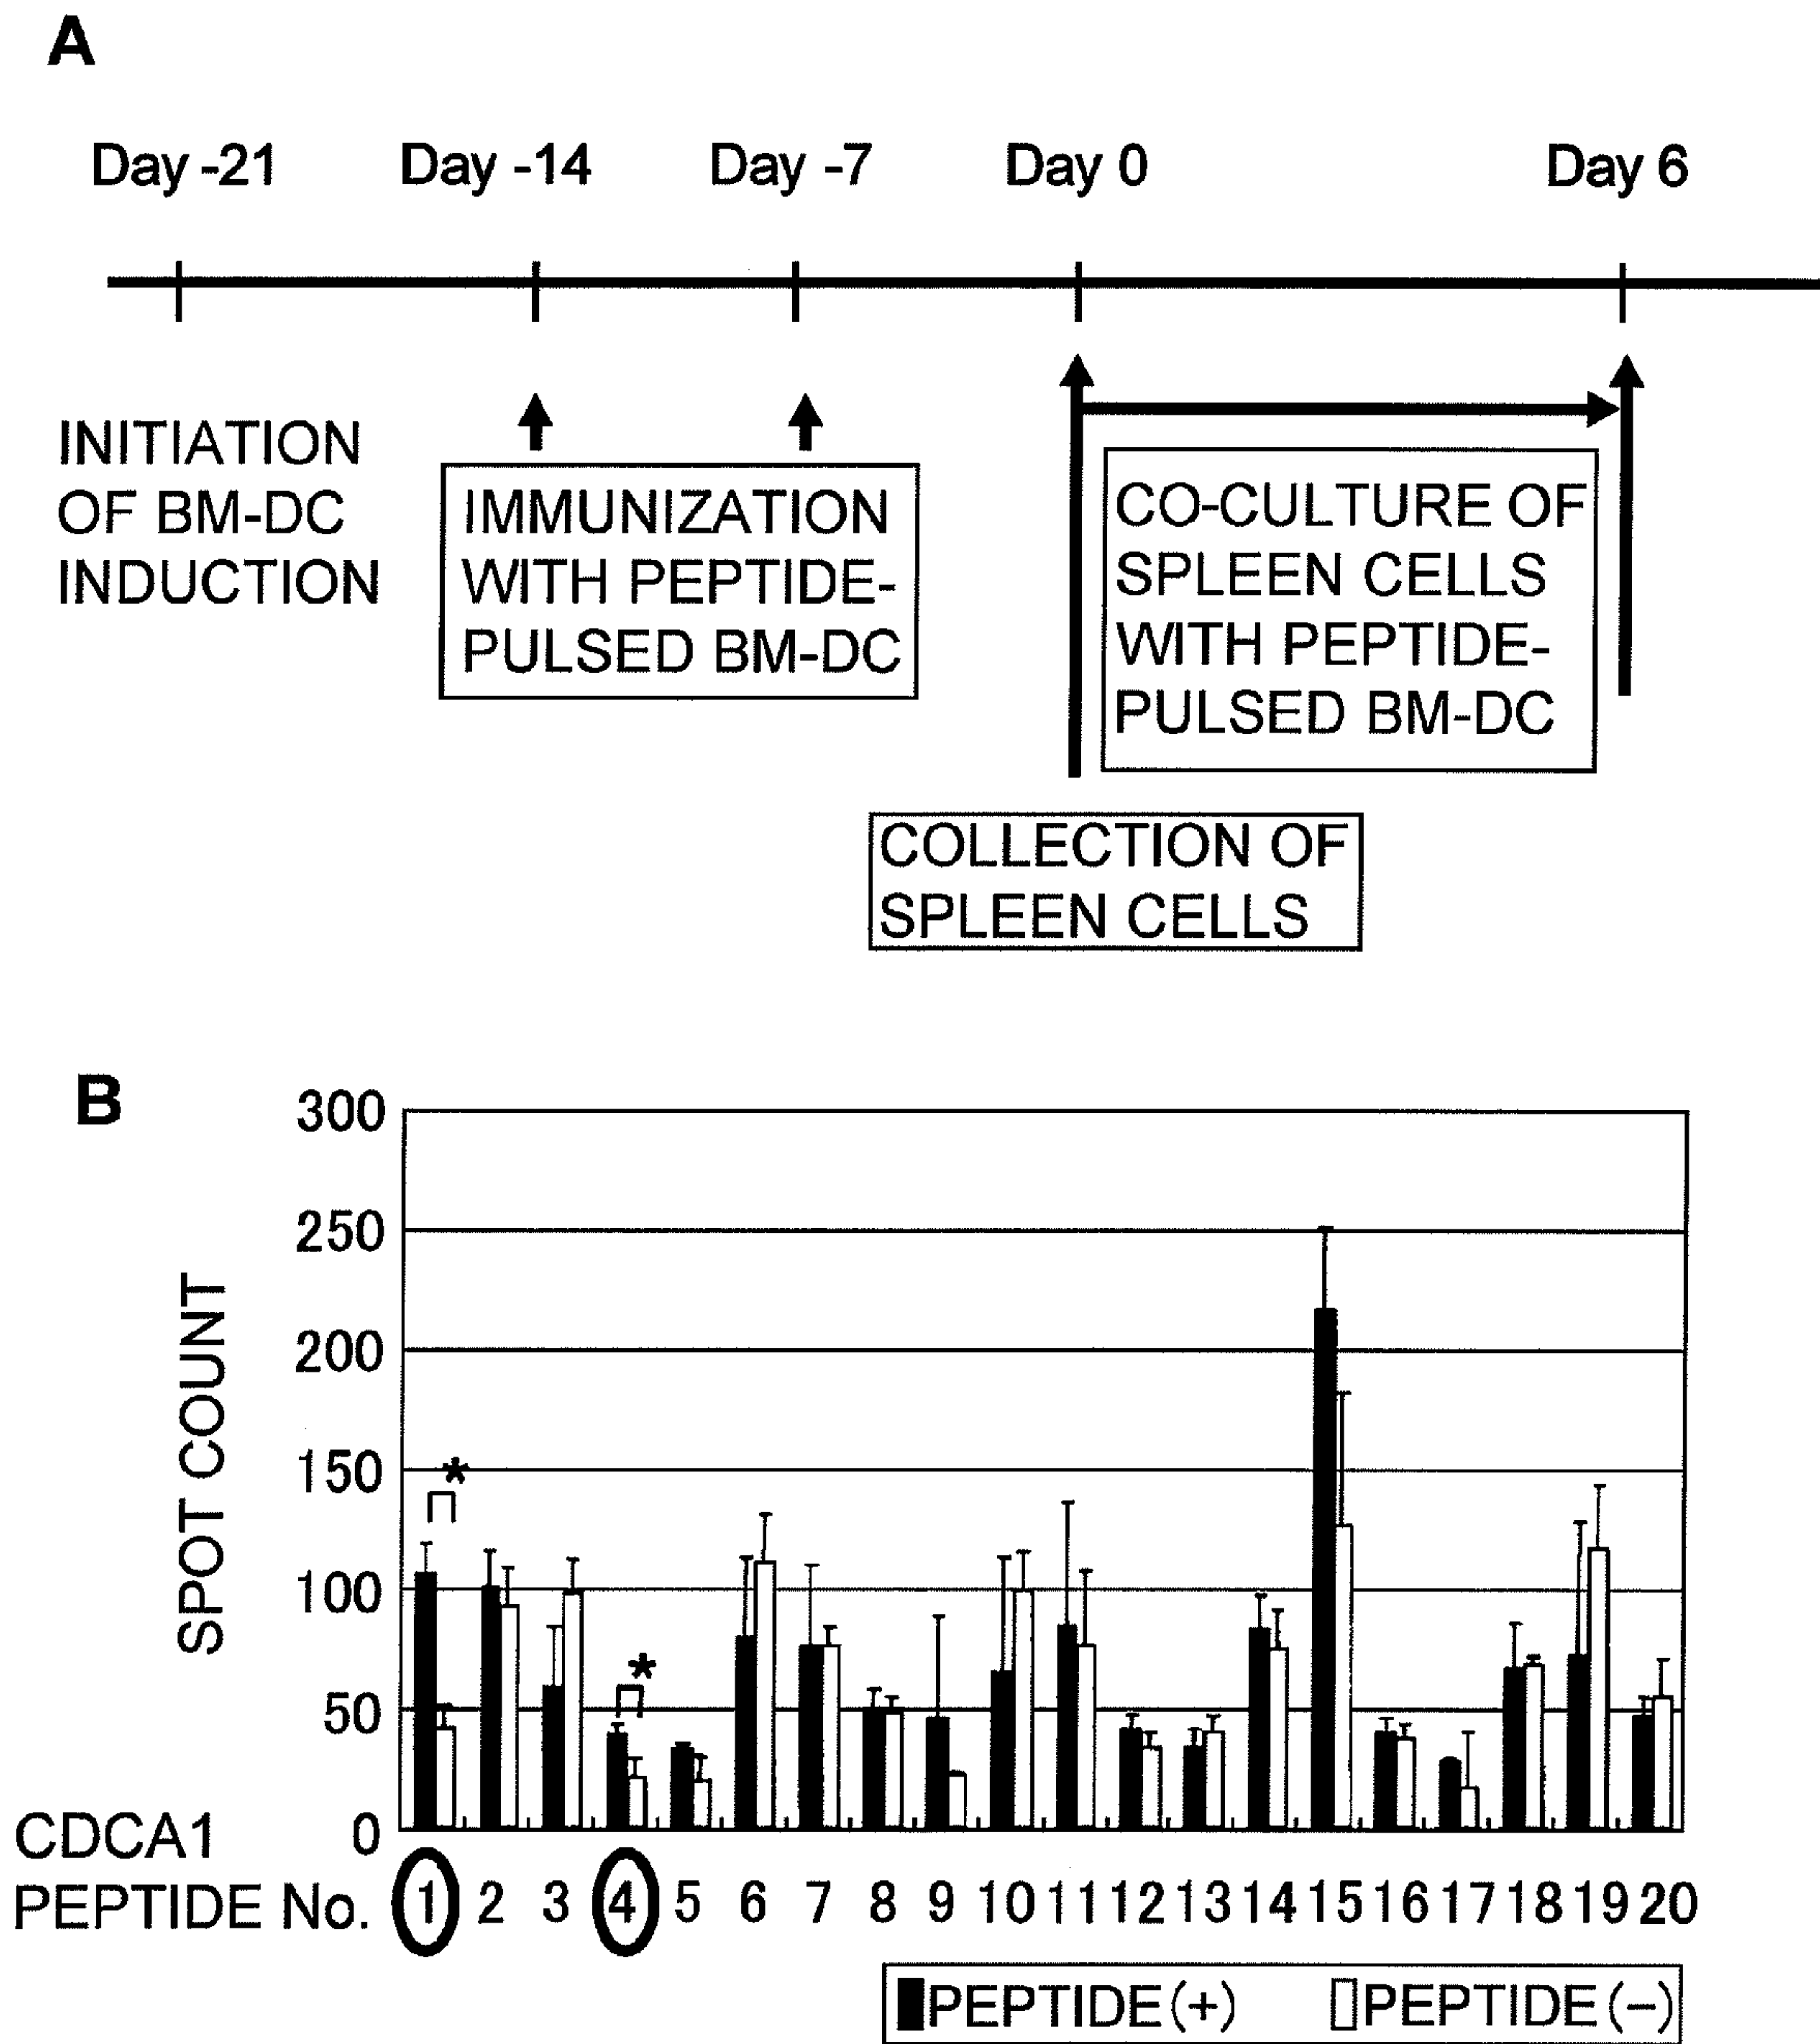 A
Day -21 Day -14 Day -7 Day 0 Day 6
INITIATION
OF BM-DC
INDUCTION
IMMUNIZATION
WITH PEPTIDE-
PULSED BM-DC
CO-CULTURE OF
SPLEEN CELLS
WITH PEPTIDE-
PULSED BM-DC
COLLECTION OF
SPLEEN CELLS
B
SPOT COUNT
300
250
200
150
100
50
0
*
*
CDCA1
PEPTIDE No. 1 2 3 4 5 6 7 8 9 10 11 12 13 14 15 16 17 18 19 20
PEPTIDE(+) PEPTIDE(-)